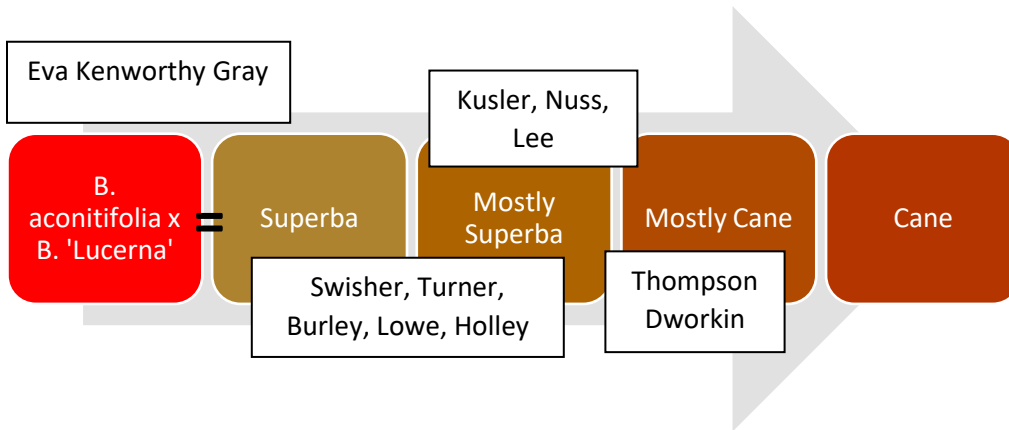 Eva Kenworthy Gray
Kusler, Nuss,
Lee
B.
aconitifolia x
B. 'Lucerna'
=
Superba
Mostly
Superba
Mostly Cane
Cane
Swisher, Turner,
Burley, Lowe, Holley
Thompson
Dworkin